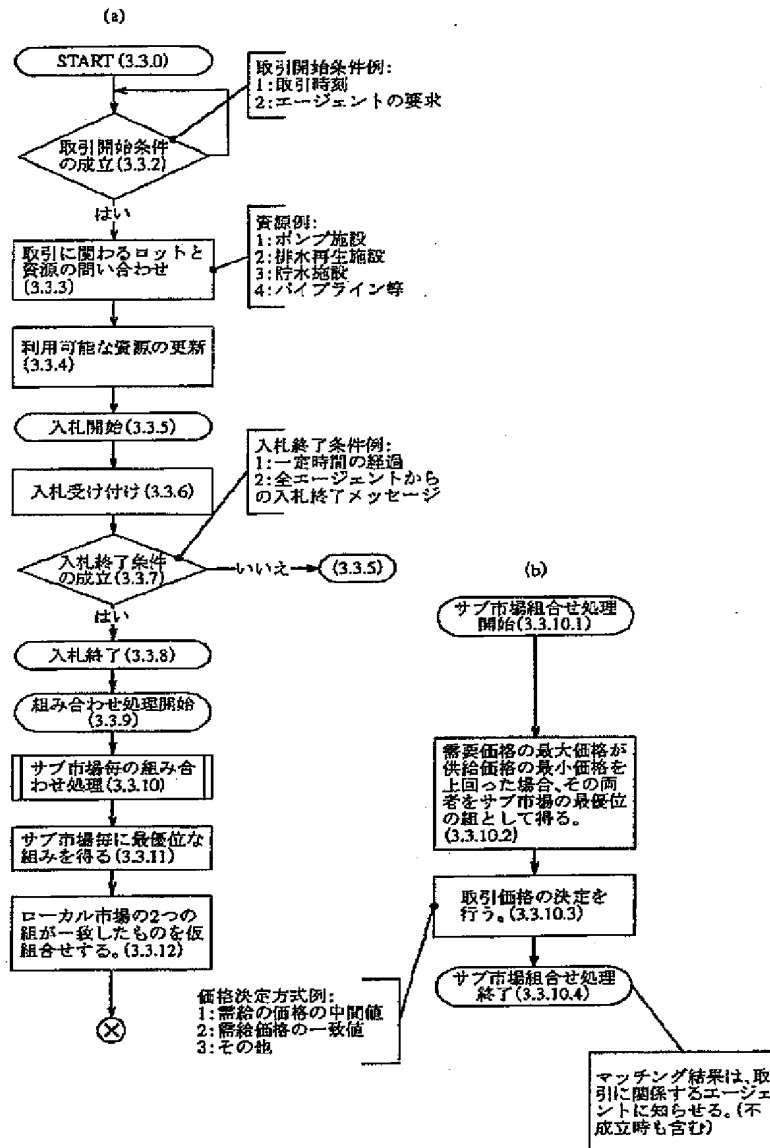 (a)
START (3.3.0)
取引開始条件例:
1:取引時刻
2:エージェントの要求
取引開始条件
の成立(3.3.2)
はい
取引に関わるロットと
資源の問い合わせ
(3.3.3)
資源例:
1:ポンプ施設
2:排水再生施設
3:貯水施設
4:パイプライン等
利用可能な資源の更新
(3.3.4)
入札開始(3.3.5)
入札終了条件例:
1:一定時間の経過
2:全エージェントから
の入札終了メッセージ
入札受け付け(3.3.6)
入札終了条件
の成立(3.3.7)
いいえ
(3.3.5)
はい
入札終了(3.3.8)
組み合わせ処理開始
(3.3.9)
サブ市場毎の組み合
わせ処理(3.3.10)
サブ市場毎に最優位な
組みを得る(3.3.11)
ローカル市場の2つの
組が一致したものを仮
組合せする。(3.3.12)
(b)
サブ市場組合せ処理
開始(3.3.10.1)
需要価格の最大価格が
供給価格の最小価格を
上回った場合、その両
者をサブ市場の最優位
の組として得る。
(3.3.10.2)
取引価格の決定を
行う。(3.3.10.3)
サブ市場組合せ処理
終了(3.3.10.4)
価格決定方式例:
1:需給の価格の中間値
2:需給価格の一致値
3:その他
マッチング結果は、取
引に関係するエージェ
ントに知らせる。(不
成立時も含む)